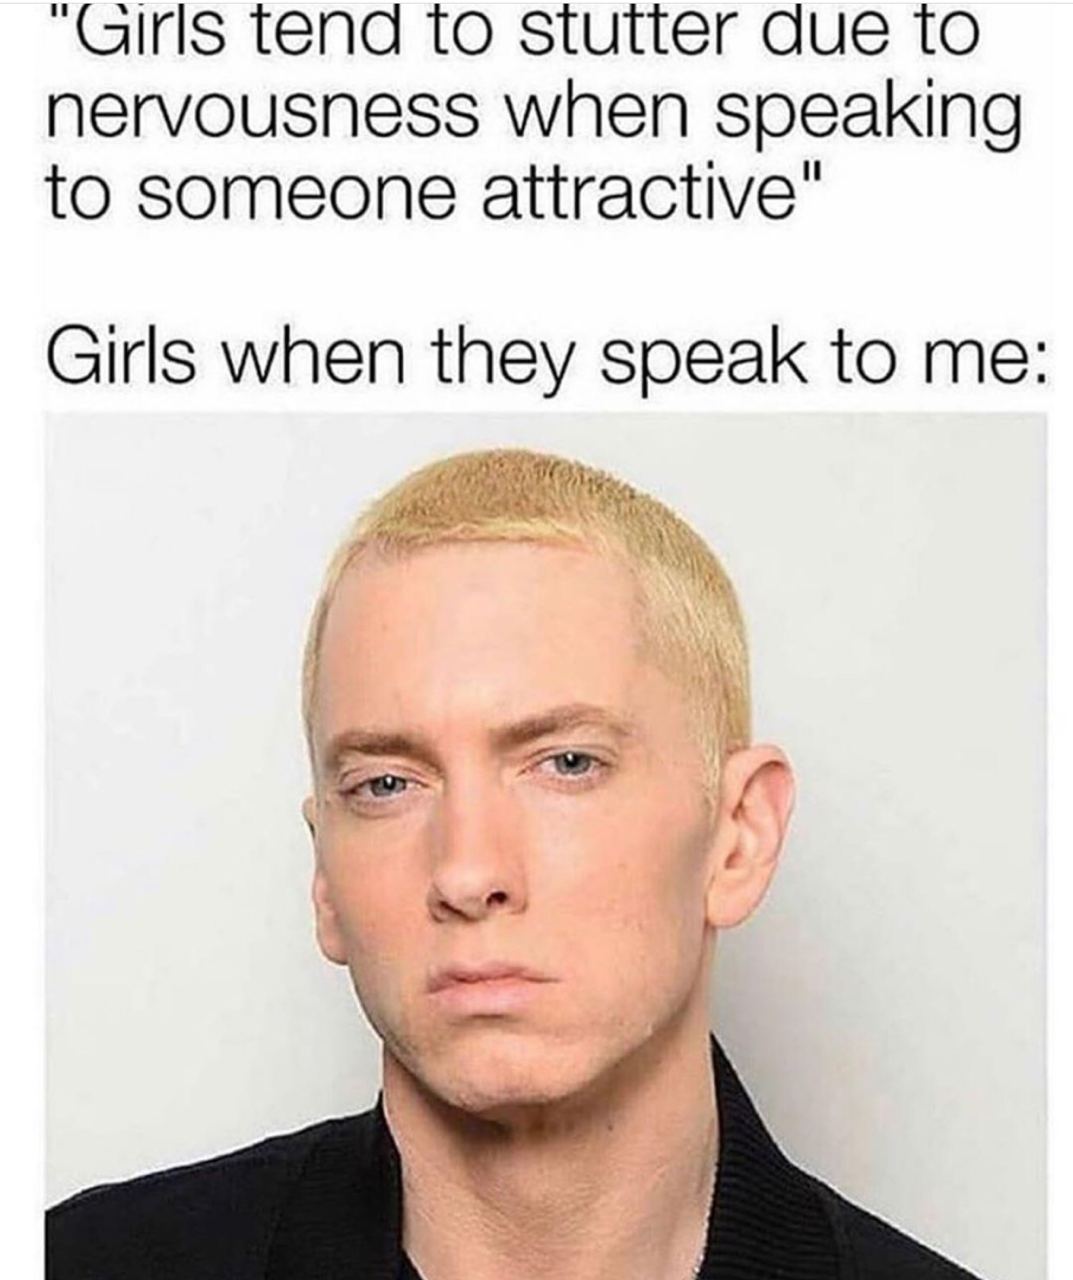 "Girls tend to stutter due to
nervousness when speaking
to someone attractive"
Girls when they speak to me: